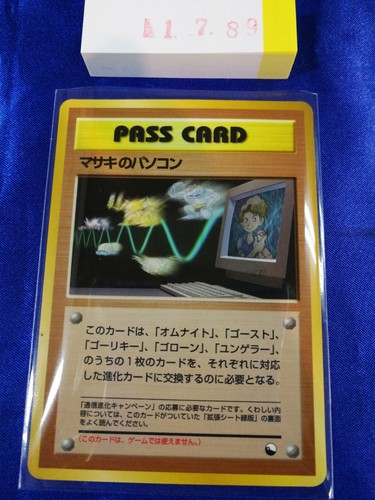 1.7.89
PASS CARD
マサキのパソコン
このカードは、「オムナイト」、「ゴースト」、
「ゴーリキー」、「ゴローン」、「ユンゲラー」、
のうちの1枚のカードを、それぞれに対応
した進化カードに交換するのに必要となる。
「通信進化キャンペーン」の応募に必要なカードです。くわしい内
容については、このカードがついていた「拡張シート緑版」の裏面
をよく読んでください。
(このカードは、ゲームでは使えません。)